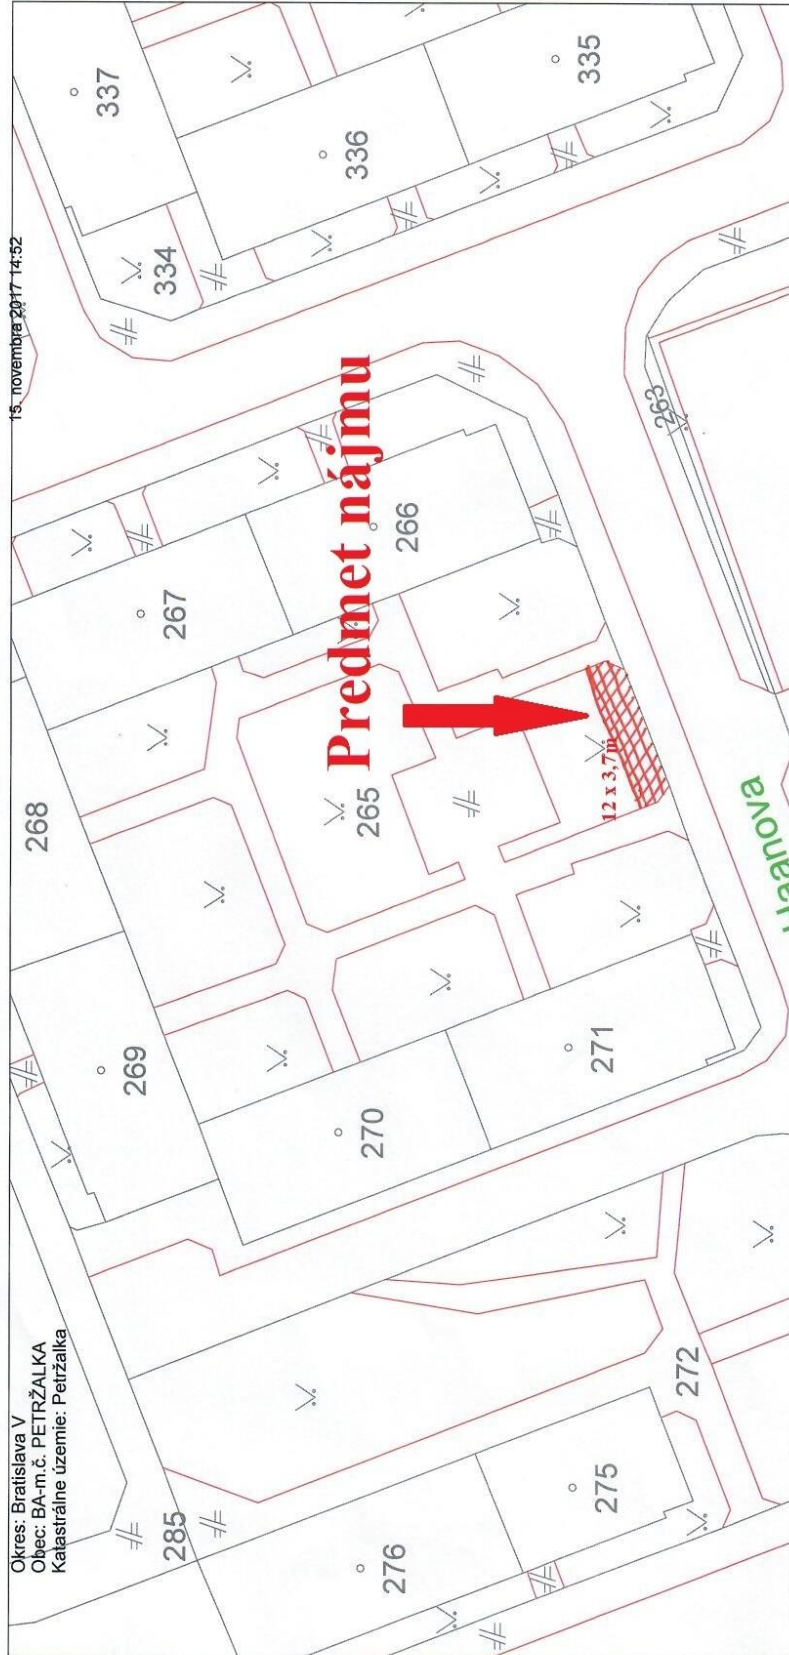 Okres: Bratislava V
Obec: BA-m.č. PETRŽALKA
Katastrálne územie: Petržalka
15. novembra 2017 14:52
285
276
275
272
269
270
271
268
267
266
265
Predmet nájmu
12 x 3,7m
263
334
337
336
335